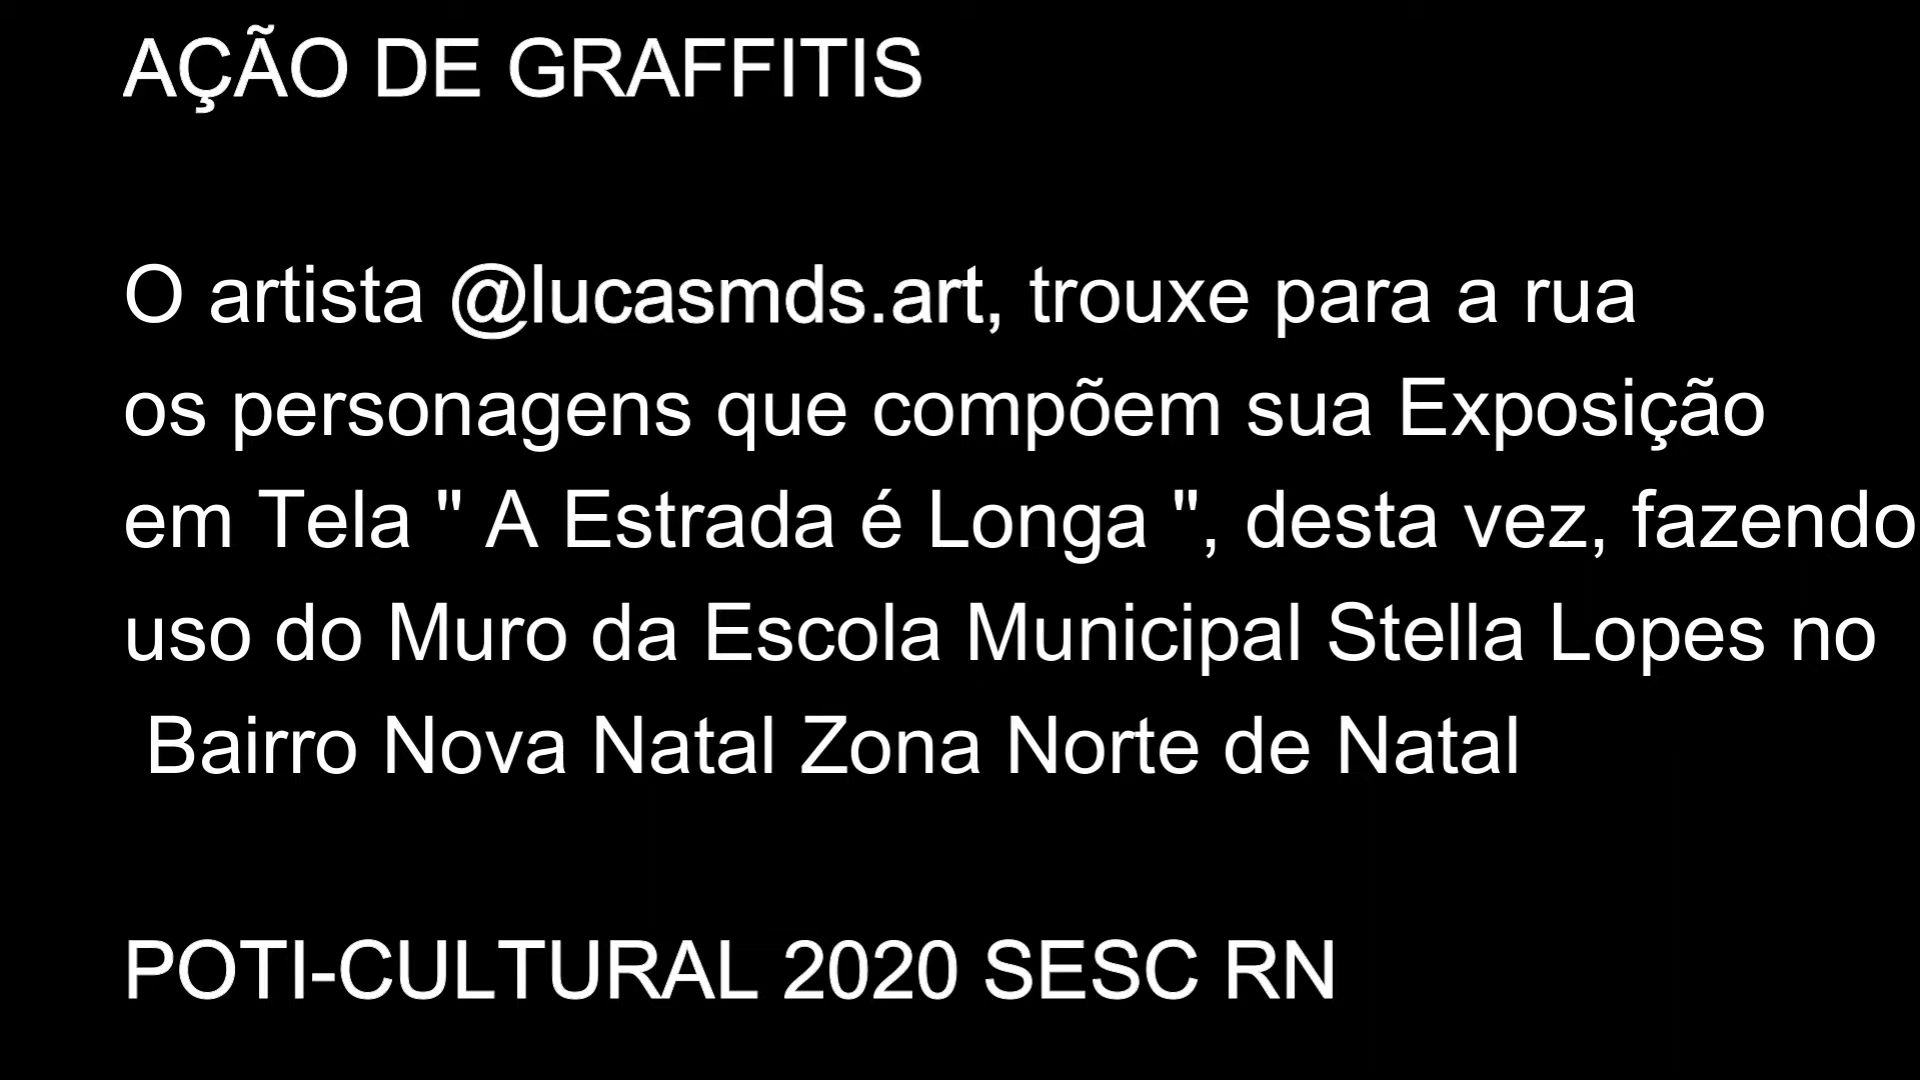 AÇÃO DE GRAFFITIS
O artista @lucasmds.art, trouxe para a rua
os personagens que compõem sua Exposição
em Tela " A Estrada é Longa ", desta vez, fazendo
uso do Muro da Escola Municipal Stella Lopes no
Bairro Nova Natal Zona Norte de Natal
POTI-CULTURAL 2020 SESC RN